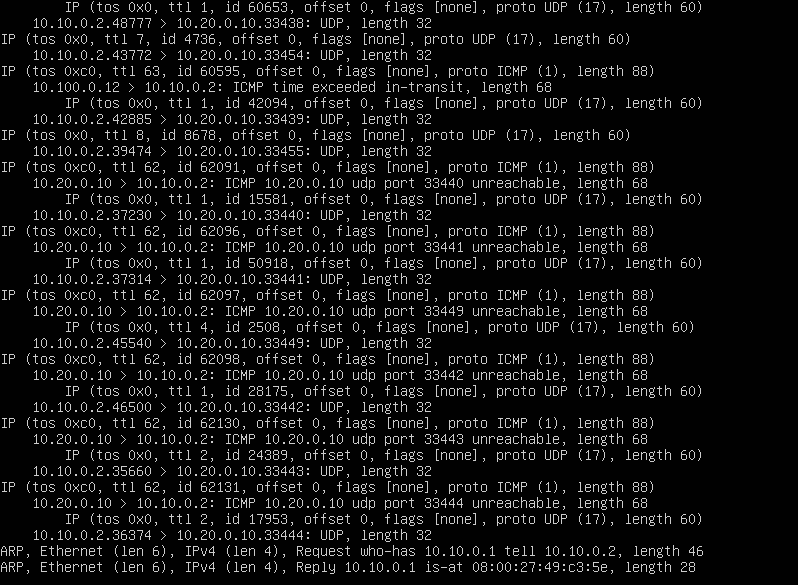 IP (tos 0x0, ttl 1, id 60653, offset 0, flags [none], proto UDP (17), length 60)
10.10.0.2.48777 > 10.20.0.10.33438: UDP, length 32
IP (tos 0x0, ttl 7, id 4736, offset 0, flags [none], proto UDP (17), length 60)
10.10.0.2.43772 > 10.20.0.10.33454: UDP, length 32
IP (tos 0xc0, ttl 63, id 60595, offset 0, flags [none], proto ICMP (1), length 88)
10.100.0.12 > 10.10.0.2: ICMP time exceeded in-transit, length 68
IP (tos 0x0, ttl 1, id 42094, offset 0, flags [none], proto UDP (17), length 60)
10.10.0.2.42885 > 10.20.0.10.33439: UDP, length 32
IP (tos 0x0, ttl 8, id 8678, offset 0, flags [none], proto UDP (17), length 60)
10.10.0.2.39474 > 10.20.0.10.33455: UDP, length 32
IP (tos 0xc0, ttl 62, id 62091, offset 0, flags [none], proto ICMP (1), length 88)
10.20.0.10 > 10.10.0.2: ICMP 10.20.0.10 udp port 33440 unreachable, length 68
IP (tos 0x0, ttl 1, id 15581, offset 0, flags [none], proto UDP (17), length 60)
10.10.0.2.37230 > 10.20.0.10.33440: UDP, length 32
IP (tos 0xc0, ttl 62, id 62096, offset 0, flags [none], proto ICMP (1), length 88)
10.20.0.10 > 10.10.0.2: ICMP 10.20.0.10 udp port 33441 unreachable, length 68
IP (tos 0x0, ttl 1, id 50918, offset 0, flags [none], proto UDP (17), length 60)
10.10.0.2.37314 > 10.20.0.10.33441: UDP, length 32
IP (tos 0xc0, ttl 62, id 62097, offset 0, flags [none], proto ICMP (1), length 88)
10.20.0.10 > 10.10.0.2: ICMP 10.20.0.10 udp port 33449 unreachable, length 68
IP (tos 0x0, ttl 4, id 2508, offset 0, flags [none], proto UDP (17), length 60)
10.10.0.2.45540 > 10.20.0.10.33449: UDP, length 32
IP (tos 0xc0, ttl 62, id 62098, offset 0, flags [none], proto ICMP (1), length 88)
10.20.0.10 > 10.10.0.2: ICMP 10.20.0.10 udp port 33442 unreachable, length 68
IP (tos 0x0, ttl 1, id 28175, offset 0, flags [none], proto UDP (17), length 60)
10.10.0.2.46500 > 10.20.0.10.33442: UDP, length 32
IP (tos 0xc0, ttl 62, id 62130, offset 0, flags [none], proto ICMP (1), length 88)
10.20.0.10 > 10.10.0.2: ICMP 10.20.0.10 udp port 33443 unreachable, length 68
IP (tos 0x0, ttl 2, id 24389, offset 0, flags [none], proto UDP (17), length 60)
10.10.0.2.35660 > 10.20.0.10.33443: UDP, length 32
IP (tos 0xc0, ttl 62, id 62131, offset 0, flags [none], proto ICMP (1), length 88)
10.20.0.10 > 10.10.0.2: ICMP 10.20.0.10 udp port 33444 unreachable, length 68
IP (tos 0x0, ttl 2, id 17953, offset 0, flags [none], proto UDP (17), length 60)
10.10.0.2.36374 > 10.20.0.10.33444: UDP, length 32
ARP, Ethernet (len 6), IPv4 (len 4), Request who-has 10.10.0.1 tell 10.10.0.2, length 46
ARP, Ethernet (len 6), IPv4 (len 4), Reply 10.10.0.1 is-at 08:00:27:49:c3:5e, length 28